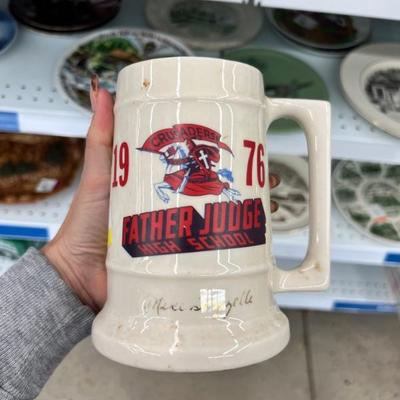 CRUSADERS
19 76
FATHER JUDGE
HIGH SCHOOL